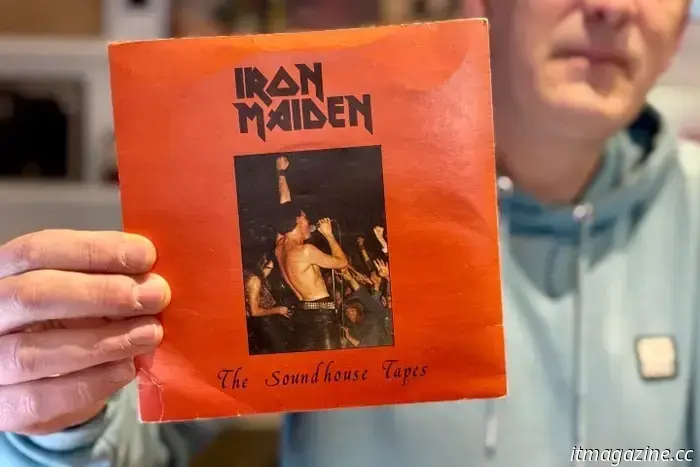 IRON
MAIDEN
The Soundhouse Tapes
itmagazine.cc